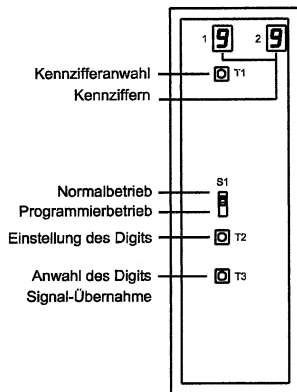 1 9 2 9
Kennzifferanwahl T1
Kennziffern
S1
Normalbetrieb
Programmierbetrieb
Einstellung des Digits T2
Anwahl des Digits T3
Signal-Übernahme